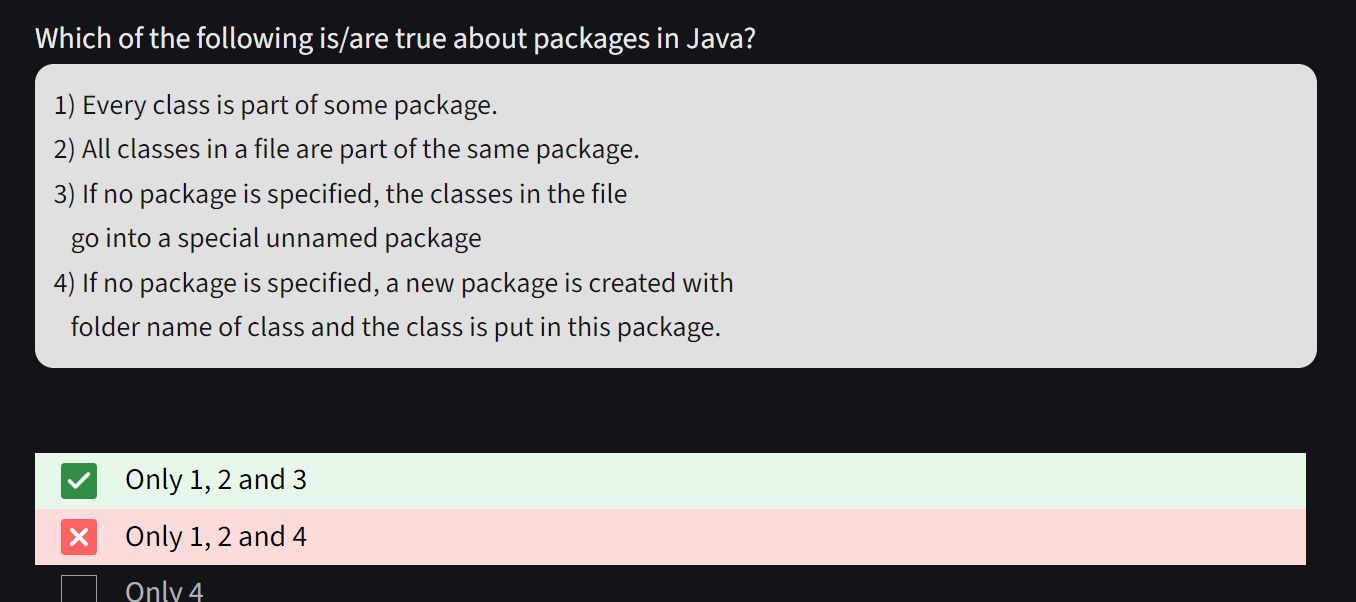 Which of the following is/are true about packages in Java?
1) Every class is part of some package.
2) All classes in a file are part of the same package.
3) If no package is specified, the classes in the file
go into a special unnamed package
4) If no package is specified, a new package is created with
folder name of class and the class is put in this package.
Only 1, 2 and 3
Only 1, 2 and 4
Only 4